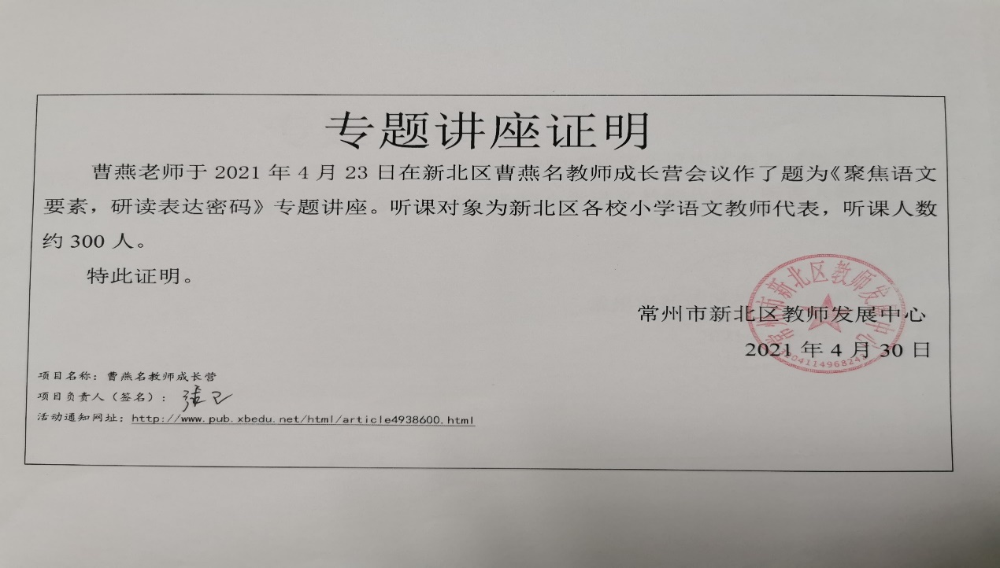 专题讲座证明
曹燕老师于 2021 年 4 月 23 日在新北区曹燕名教师成长营会议作了题为《聚焦语文
要素，研读表达密码》专题讲座。听课对象为新北区各校小学语文教师代表，听课人数
约 300 人。
特此证明。
常州市新北区教师发展中心
常州市新北区教师发展中心
2021 年 4 月 30 日
项目名称：曹燕名教师成长营
项目负责人（签名）：
活动通知网址：http://www.pub.xbedu.net/html/article4938600.html